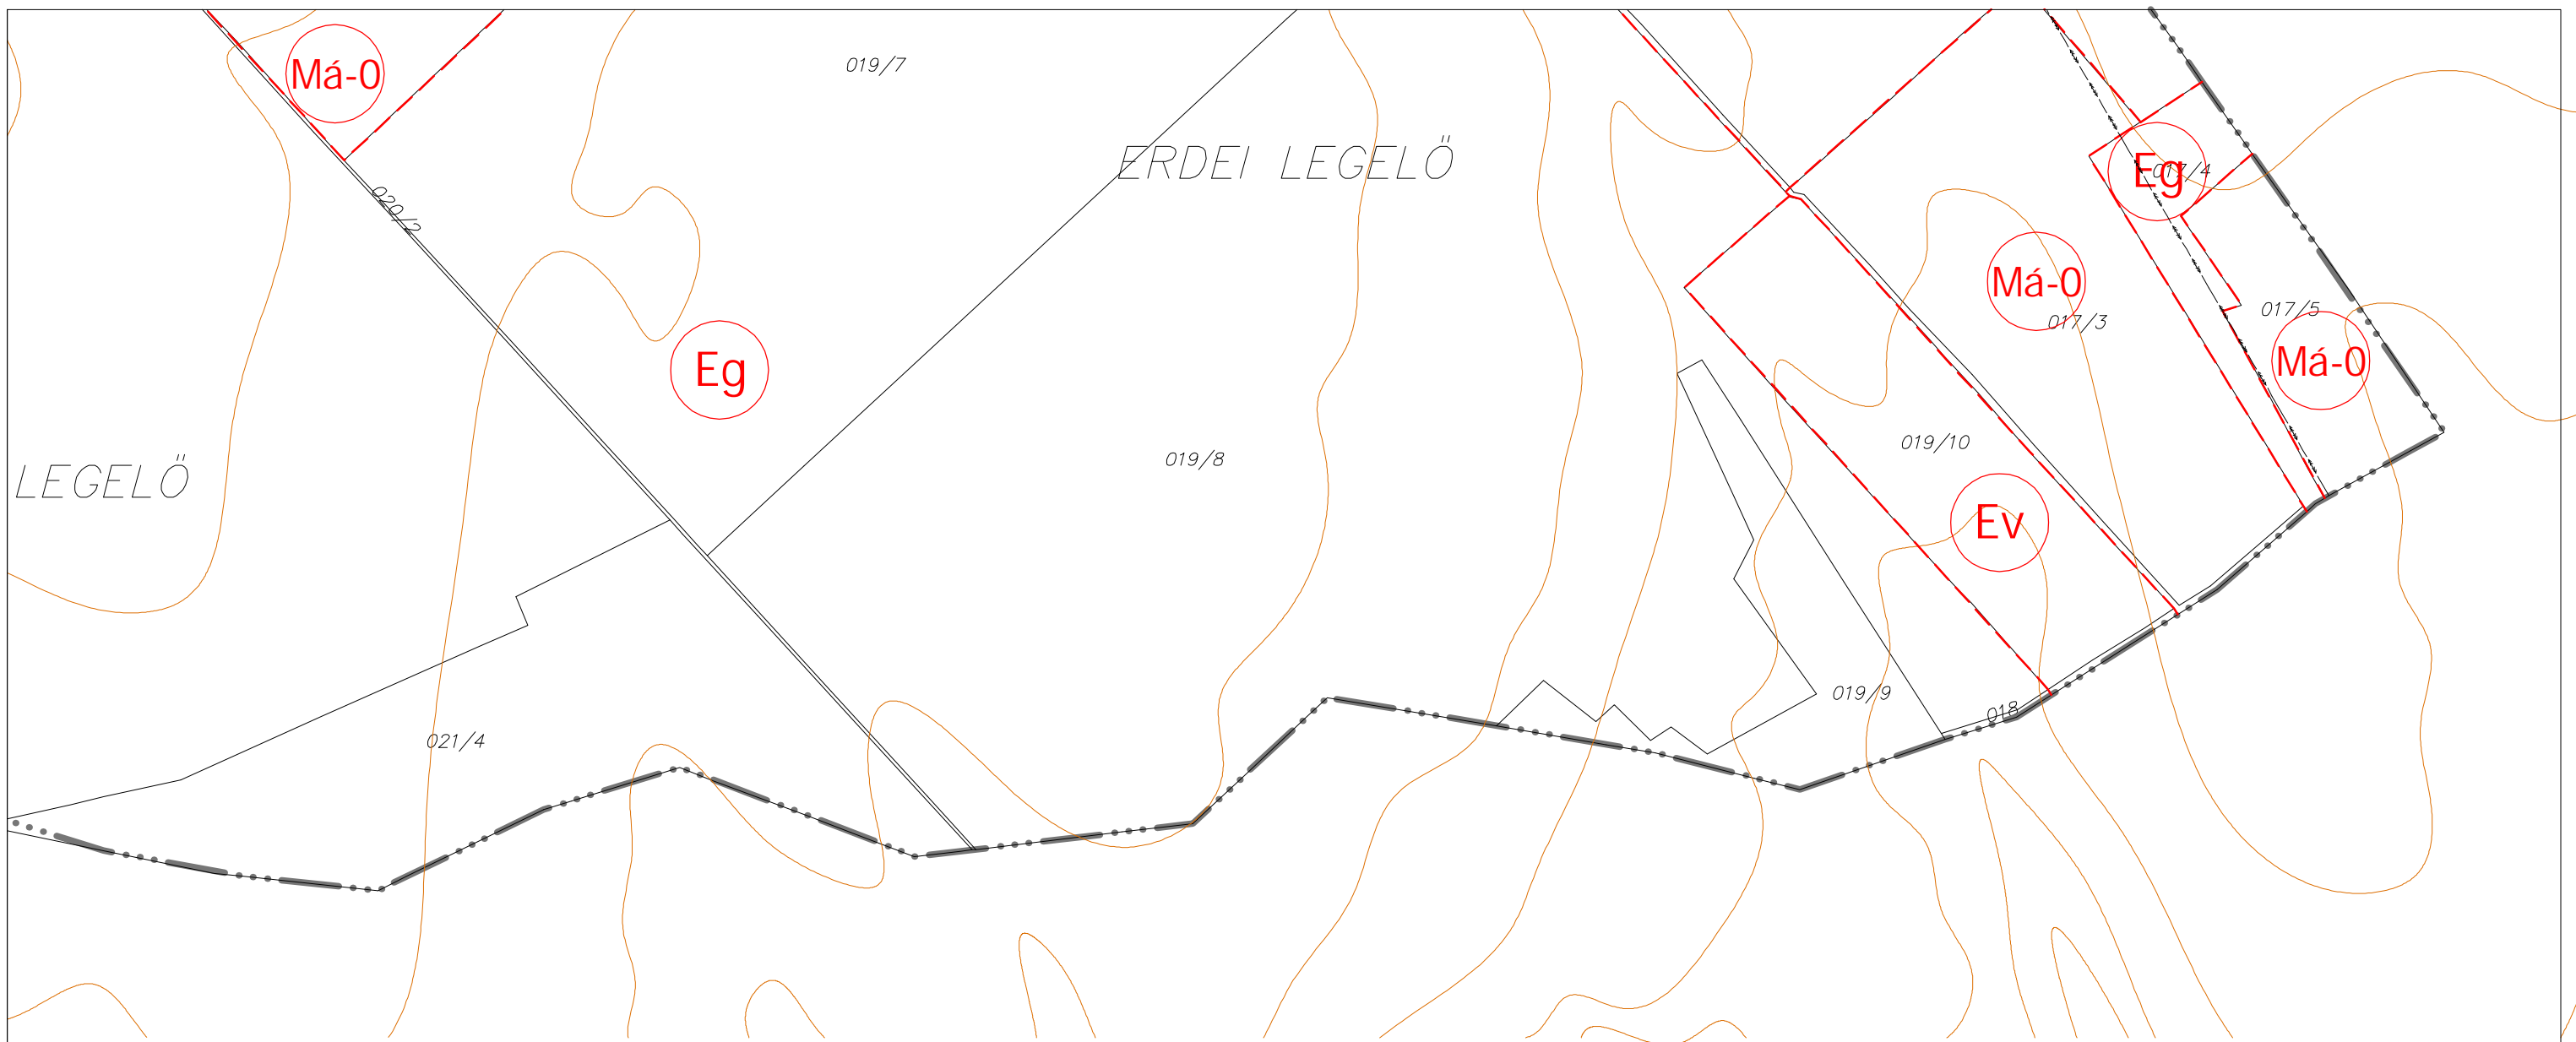 Má-0
019/7
ERDEI LEGELŐ
Eg
017/4
020/2
Má-0
017/3
017/5
Má-0
Eg
019/10
019/8
LEGELŐ
Ev
019/9
018
021/4